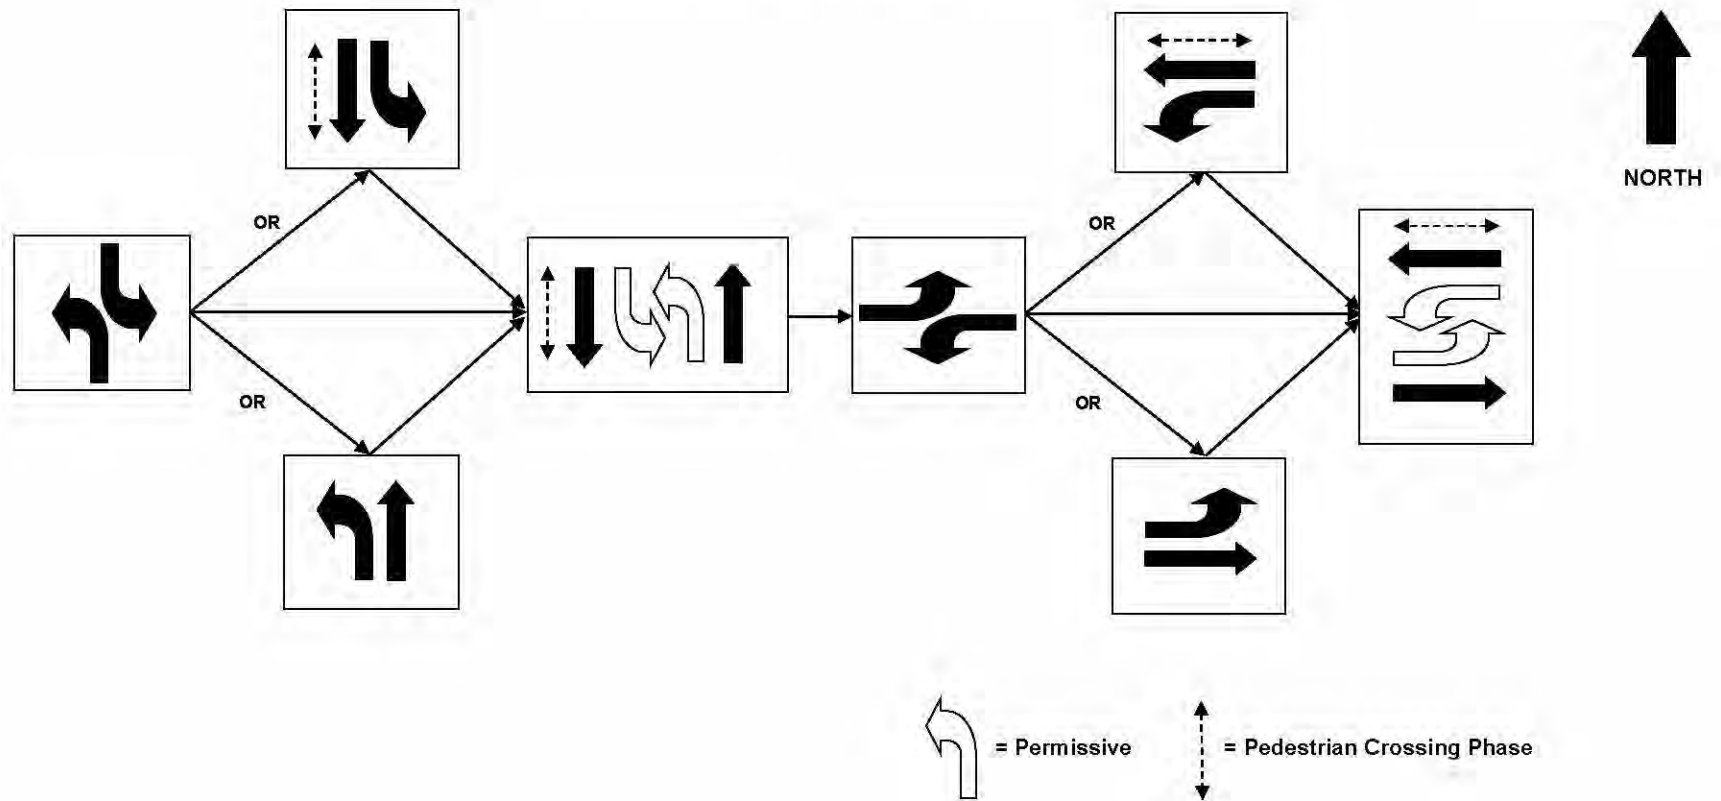 NORTH
OR
OR
OR
OR
= Permissive
= Pedestrian Crossing Phase